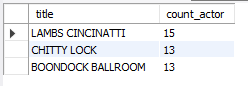 title count_actor
LAMBS CINCINATTI 15
CHITTY LOCK 13
BOONDOCK BALLROOM 13